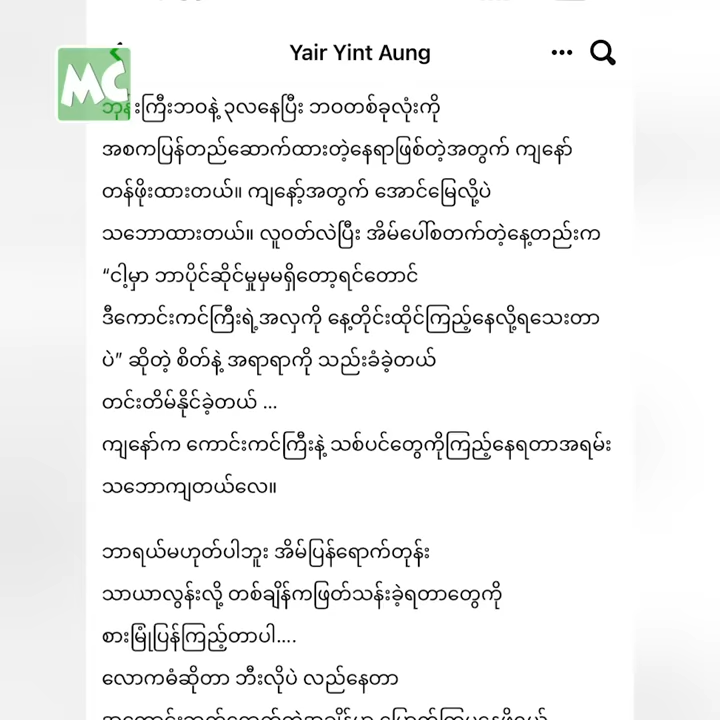 Yair Yint Aung
MC
ဘုန်းကြီးဘဝနဲ့ ၃လနေပြီး ဘဝတစ်ခုလုံးကို
အစကပြန်တည်ဆောက်ထားတဲ့နေရာဖြစ်တဲ့အတွက် ကျနော်
တန်ဖိုးထားတယ်။ ကျနော့်အတွက် အောင်မြေလို့ပဲ
သဘောထားတယ်။ လူဝတ်လဲပြီး အိမ်ပေါ်စတက်တဲ့နေ့တည်းက
“ငါ့မှာ ဘာပိုင်ဆိုင်မှုမှမရှိတော့ရင်တောင်
ဒီကောင်းကင်ကြီးရဲ့အလှကို နေ့တိုင်းထိုင်ကြည့်နေလို့ရသေးတာ
ပဲ” ဆိုတဲ့ စိတ်နဲ့ အရာရာကို သည်းခံခဲ့တယ်
တင်းတိမ်နိုင်ခဲ့တယ် ...
ကျနော်က ကောင်းကင်ကြီးနဲ့ သစ်ပင်တွေကိုကြည့်နေရတာအရမ်း
သဘောကျတယ်လေ။
ဘာရယ်မဟုတ်ပါဘူး အိမ်ပြန်ရောက်တုန်း
သာယာလွန်းလို့ တစ်ချိန်ကဖြတ်သန်းခဲ့ရတာတွေကို
စားမြုံ့ပြန်ကြည့်တာပါ....
လောကဓံဆိုတာ ဘီးလိုပဲ လည်နေတာ